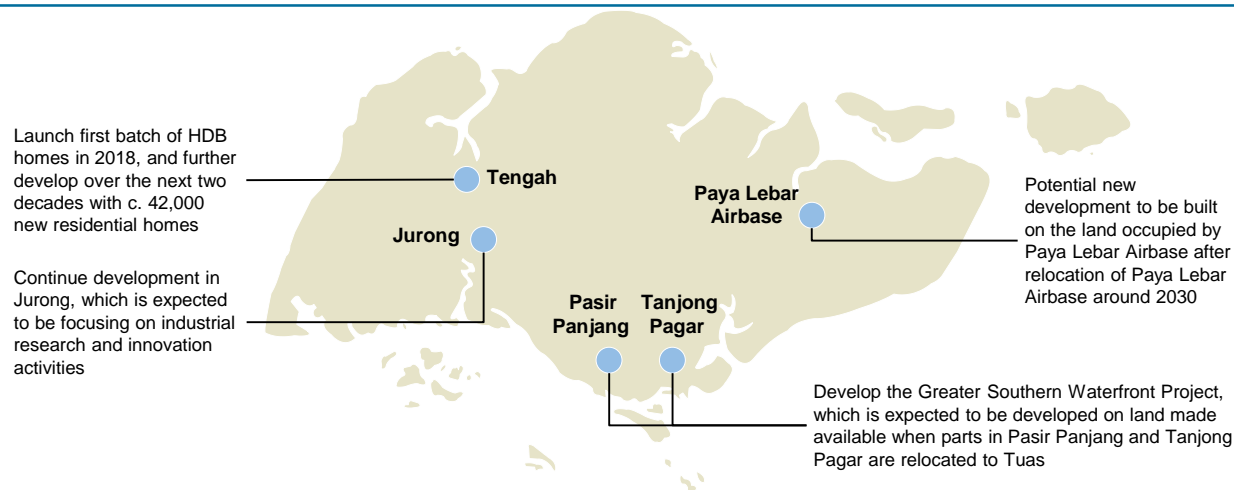 Launch first batch of HDB
homes in 2018, and further
develop over the next two
decades with c. 42,000
new residential homes
Tengah
Paya Lebar
Airbase
Potential new
development to be built
on the land occupied by
Paya Lebar Airbase after
relocation of Paya Lebar
Airbase around 2030
Jurong
Continue development in
Jurong, which is expected
to be focusing on industrial
research and innovation
activities
Pasir
Panjang
Tanjong
Pagar
Develop the Greater Southern Waterfront Project,
which is expected to be developed on land made
available when parts in Pasir Panjang and Tanjong
Pagar are relocated to Tuas